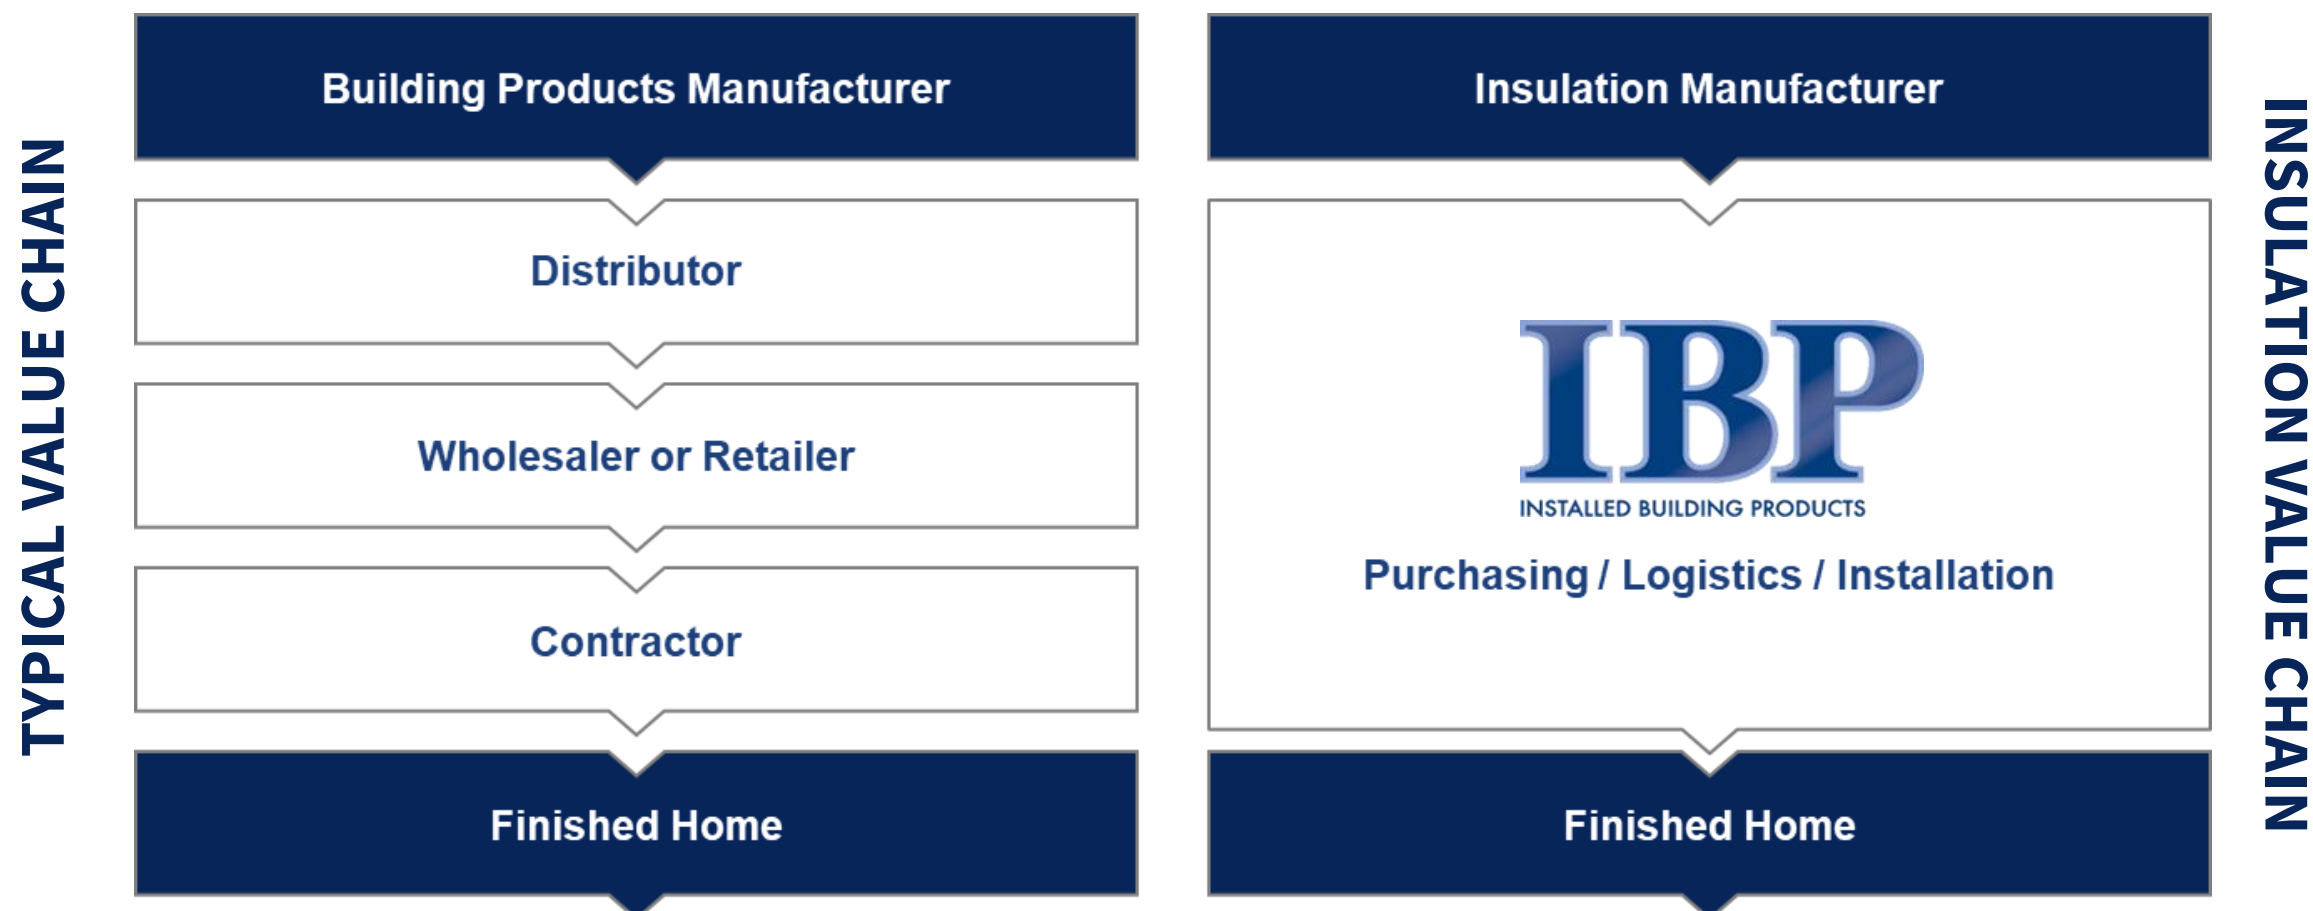 TYPICAL VALUE CHAIN
Building Products Manufacturer
Distributor
Wholesaler or Retailer
Contractor
Finished Home
Insulation Manufacturer
IBP
INSTALLED BUILDING PRODUCTS
Purchasing / Logistics / Installation
Finished Home
INSULATION VALUE CHAIN